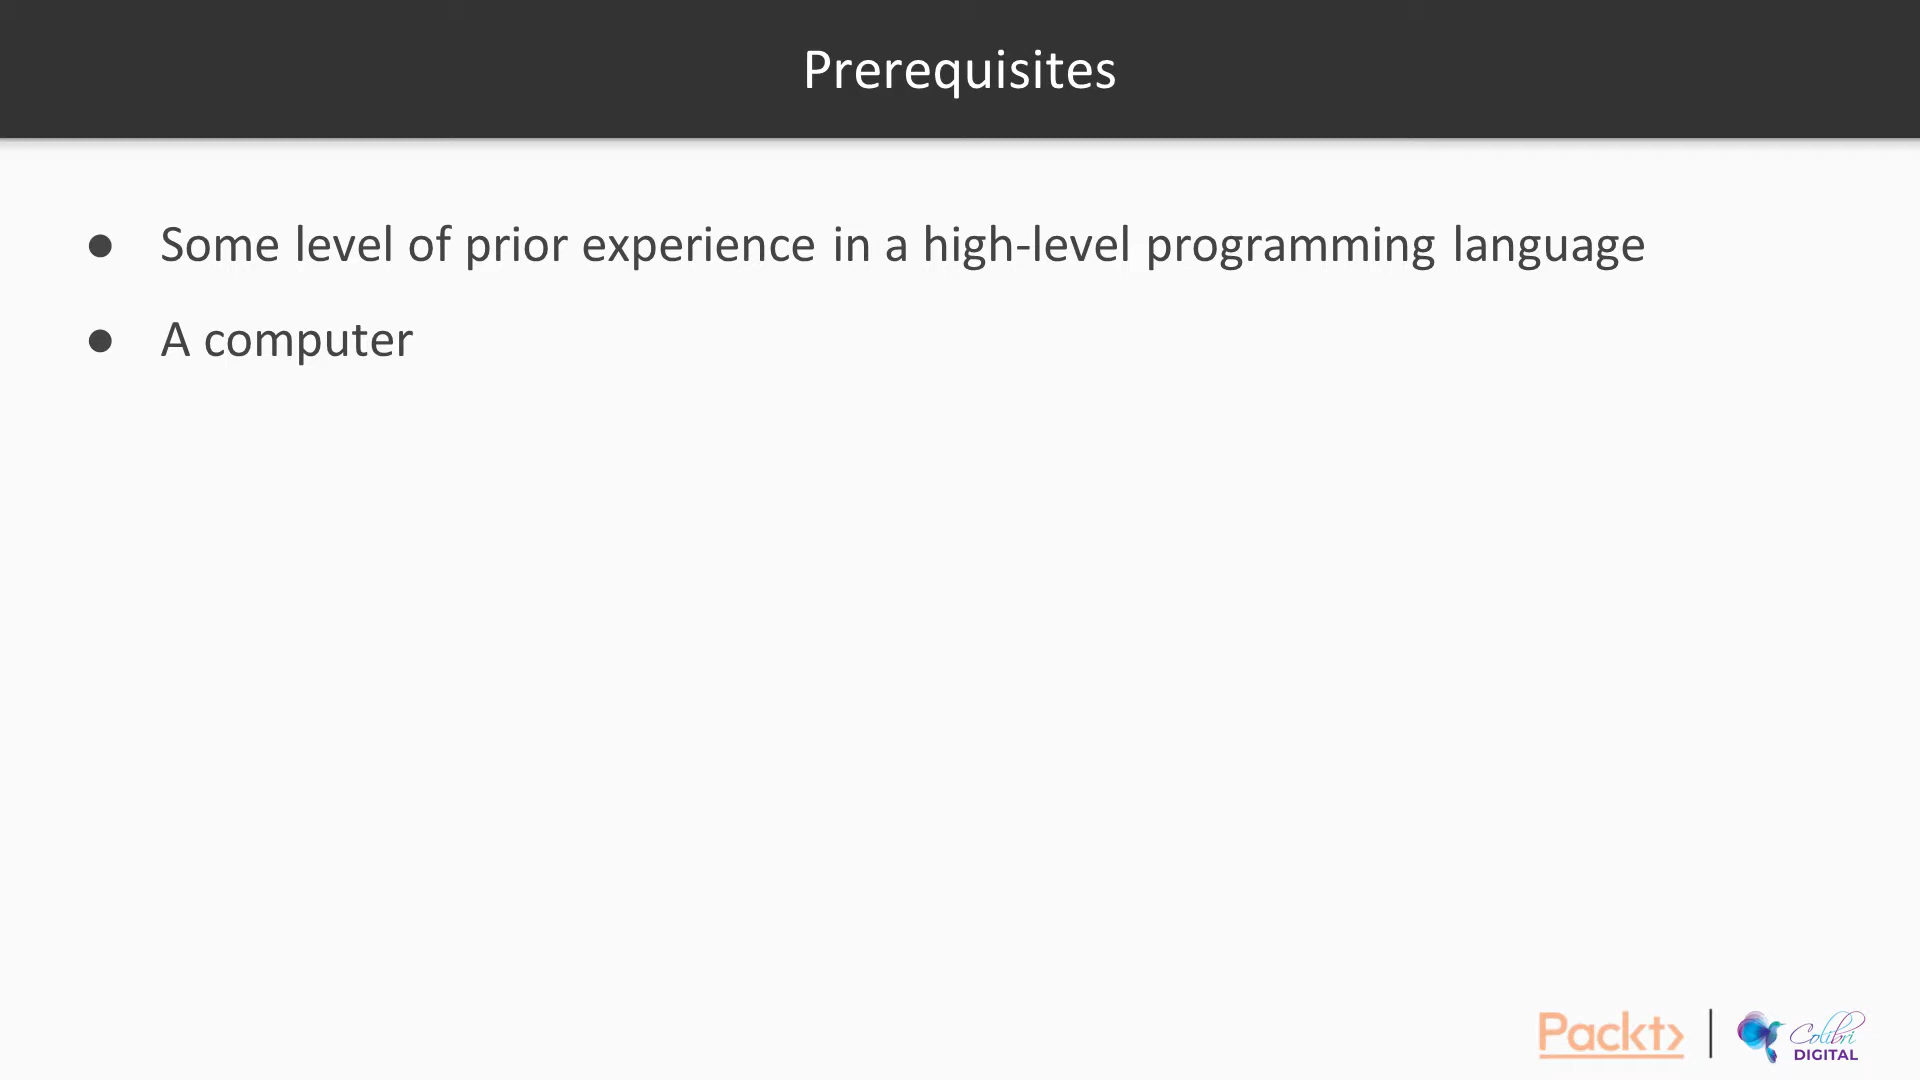 Prerequisites
● Some level of prior experience in a high-level programming language
● A computer
Packt
Colibri
DIGITAL